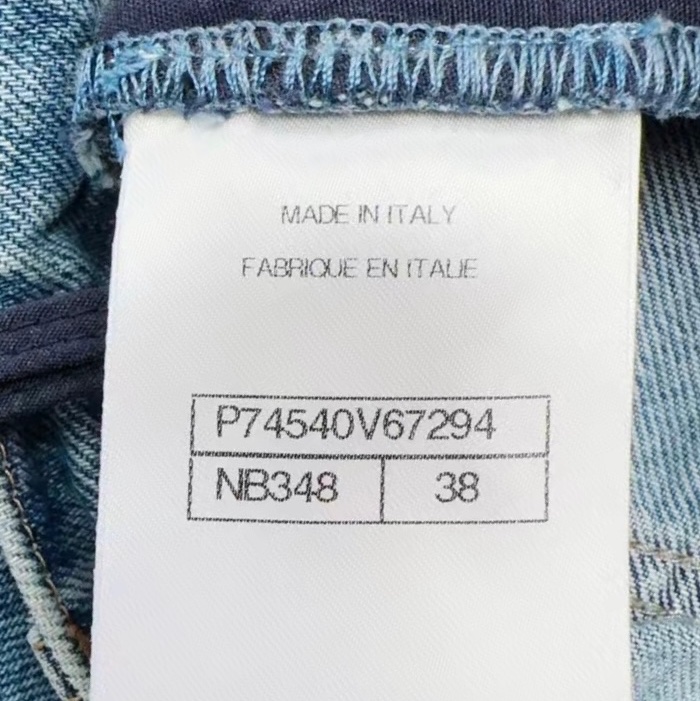 MADE IN ITALY
FABRIQUE EN ITALIE
P74540V67294
NB348 38